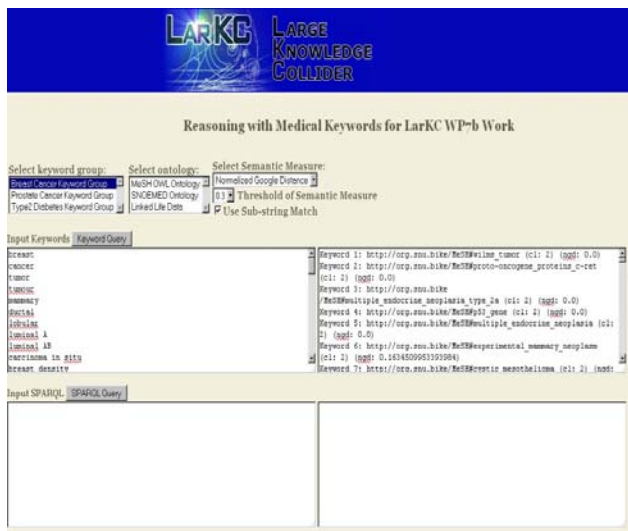 LARKC
LARGE
KNOWLEDGE
COLLIDER
Reasoning with Medical Keywords for LarKC WP7b Work
Select keyword group:
Breast Cancer Keyword Group
Prostate Cancer Keyword Group
Type2 Diabetes Keyword Group
Select ontology:
MeSH OWL Ontology
SNOEMED Ontology
Linked Life Data
Select Semantic Measure:
Normalized Google Distance
0.3 Threshold of Semantic Measure
Use Sub-string Match
Input Keywords Keyword Query
breast
cancer
tumor
tumour
mammary
ductal
lobular
luminal A
luminal AB
carcinoma in situ
breast density
Keyword 1: http://org.snu.bike/MeSH#wilms_tumor (cl: 2) (ngd: 0.0)
Keyword 2: http://org.snu.bike/MeSH#proto-oncogene_proteins_c-ret
(cl: 2) (ngd: 0.0)
Keyword 3: http://org.snu.bike
/MeSH#multiple_endocrine_neoplasia_type_2a (cl: 2) (ngd: 0.0)
Keyword 4: http://org.snu.bike/MeSH#p53_gene (cl: 2) (ngd: 0.0)
Keyword 5: http://org.snu.bike/MeSH#multiple_endocrine_neoplasia (cl:
2) (ngd: 0.0)
Keyword 6: http://org.snu.bike/MeSH#experimental_mammary_neoplasms
(cl: 2) (ngd: 0.1634509953393984)
Keyword 7: http://org.snu.bike/MeSH#cystic_mesothelioma (cl: 2) (ngd:
Input SPARQL SPARQL Query